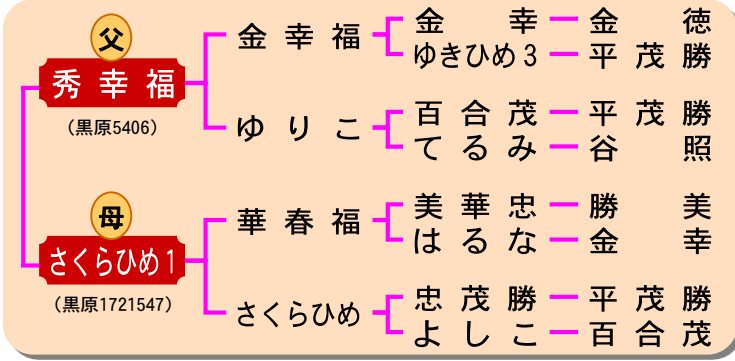 父
秀幸福
（黒原5406）
金幸福
金幸
金徳
ゆきひめ3
平茂勝
ゆりこ
百合茂
平茂勝
てるみ
谷照
母
さくらひめ1
（黒原1721547）
華春福
美華忠
勝美
はるな
金幸
さくらひめ
忠茂勝
平茂勝
よしこ
百合茂